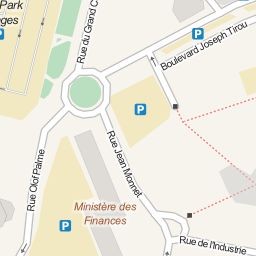 Park
ges
Rue du Grand C
Boulevard Joseph Tirou
P
P
Rue Jean Monnet
Rue Olof Palme
Ministère des
Finances
P
P
Rue de l'Industrie